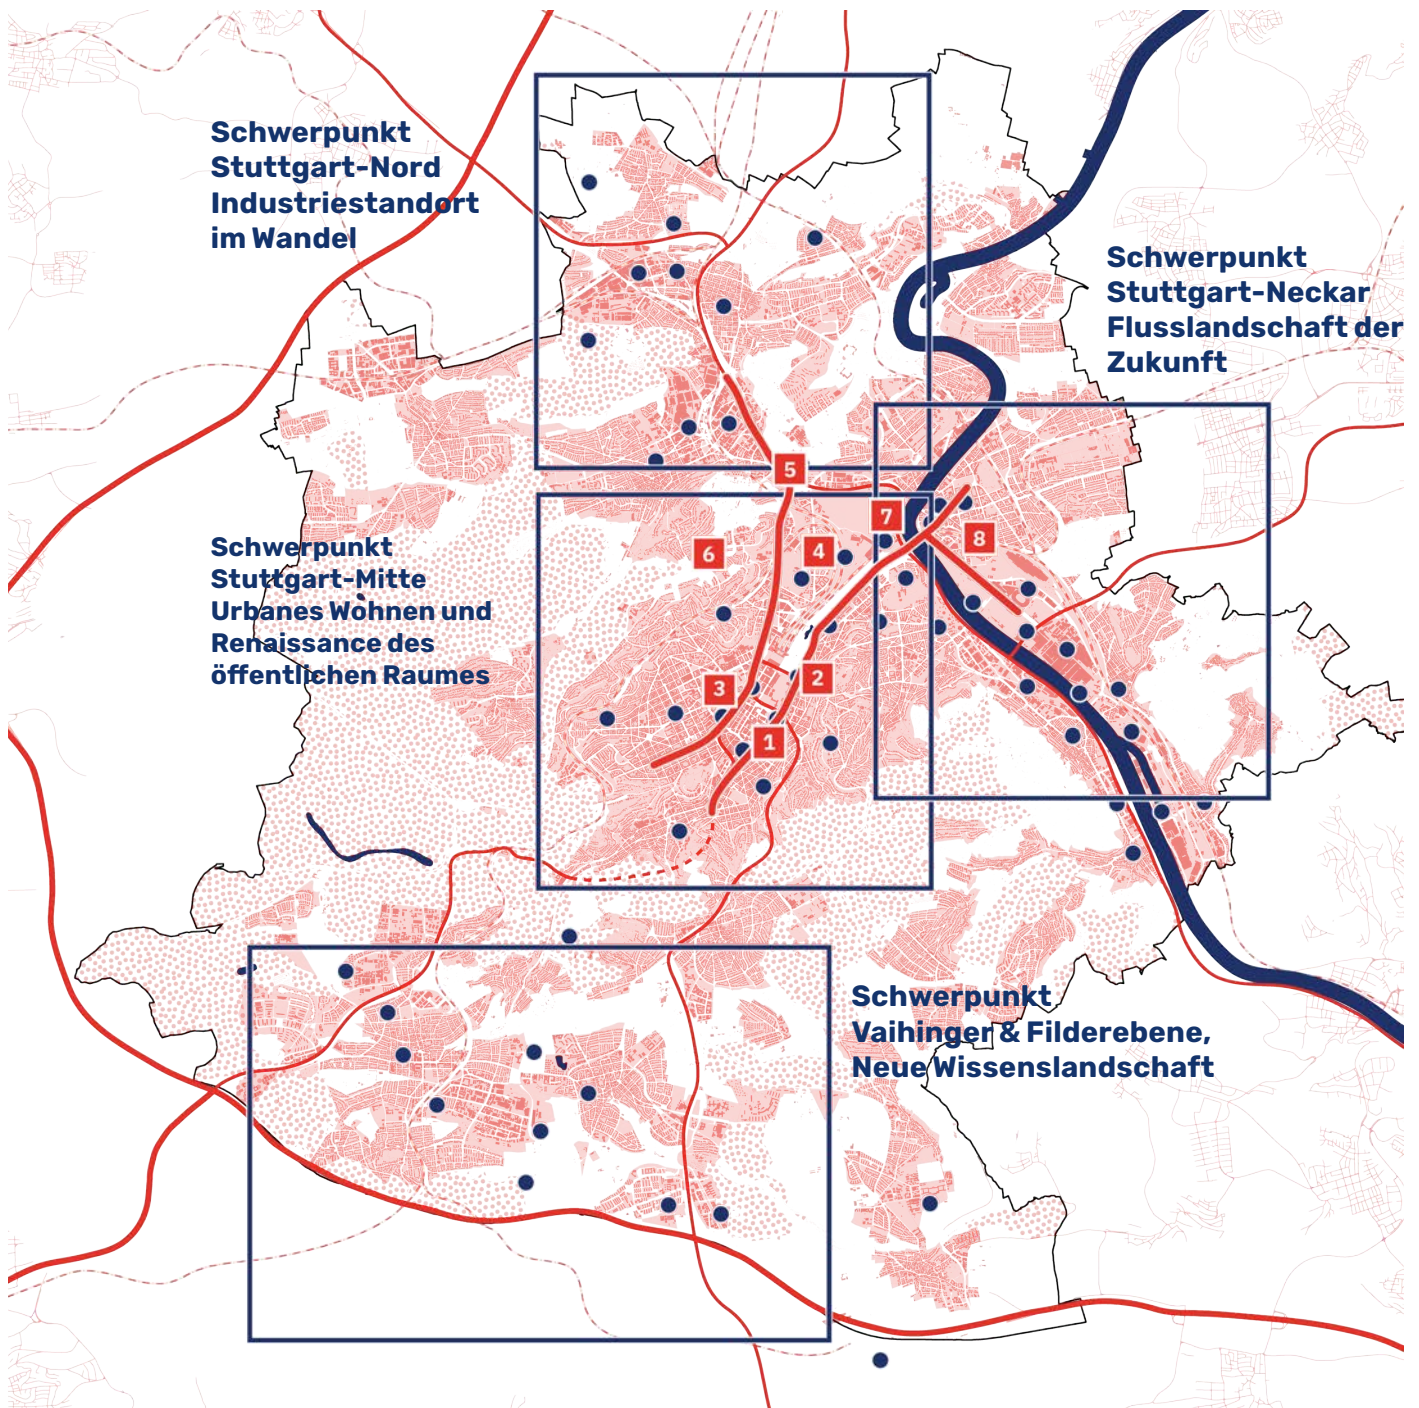 Schwerpunkt
Stuttgart-Nord
Industriestandort
im Wandel
Schwerpunkt
Stuttgart-Neckar
Flusslandschaft der
Zukunft
5
7
8
6
4
Schwerpunkt
Stuttgart-Mitte
Urbanes Wohnen und
Renaissance des
öffentlichen Raumes
3
2
1
Schwerpunkt
Vaihinger & Filderebene,
Neue Wissenslandschaft